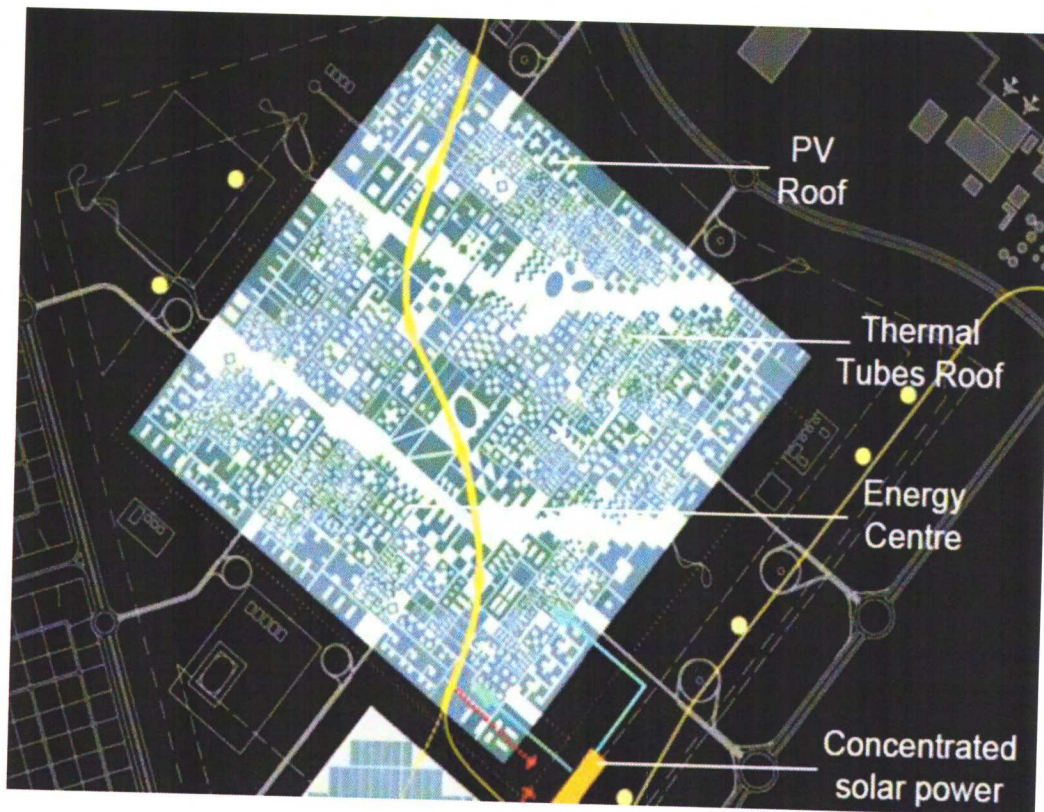 PV
Roof
Thermal
Tubes Roof
Energy
Centre
Concentrated
solar power